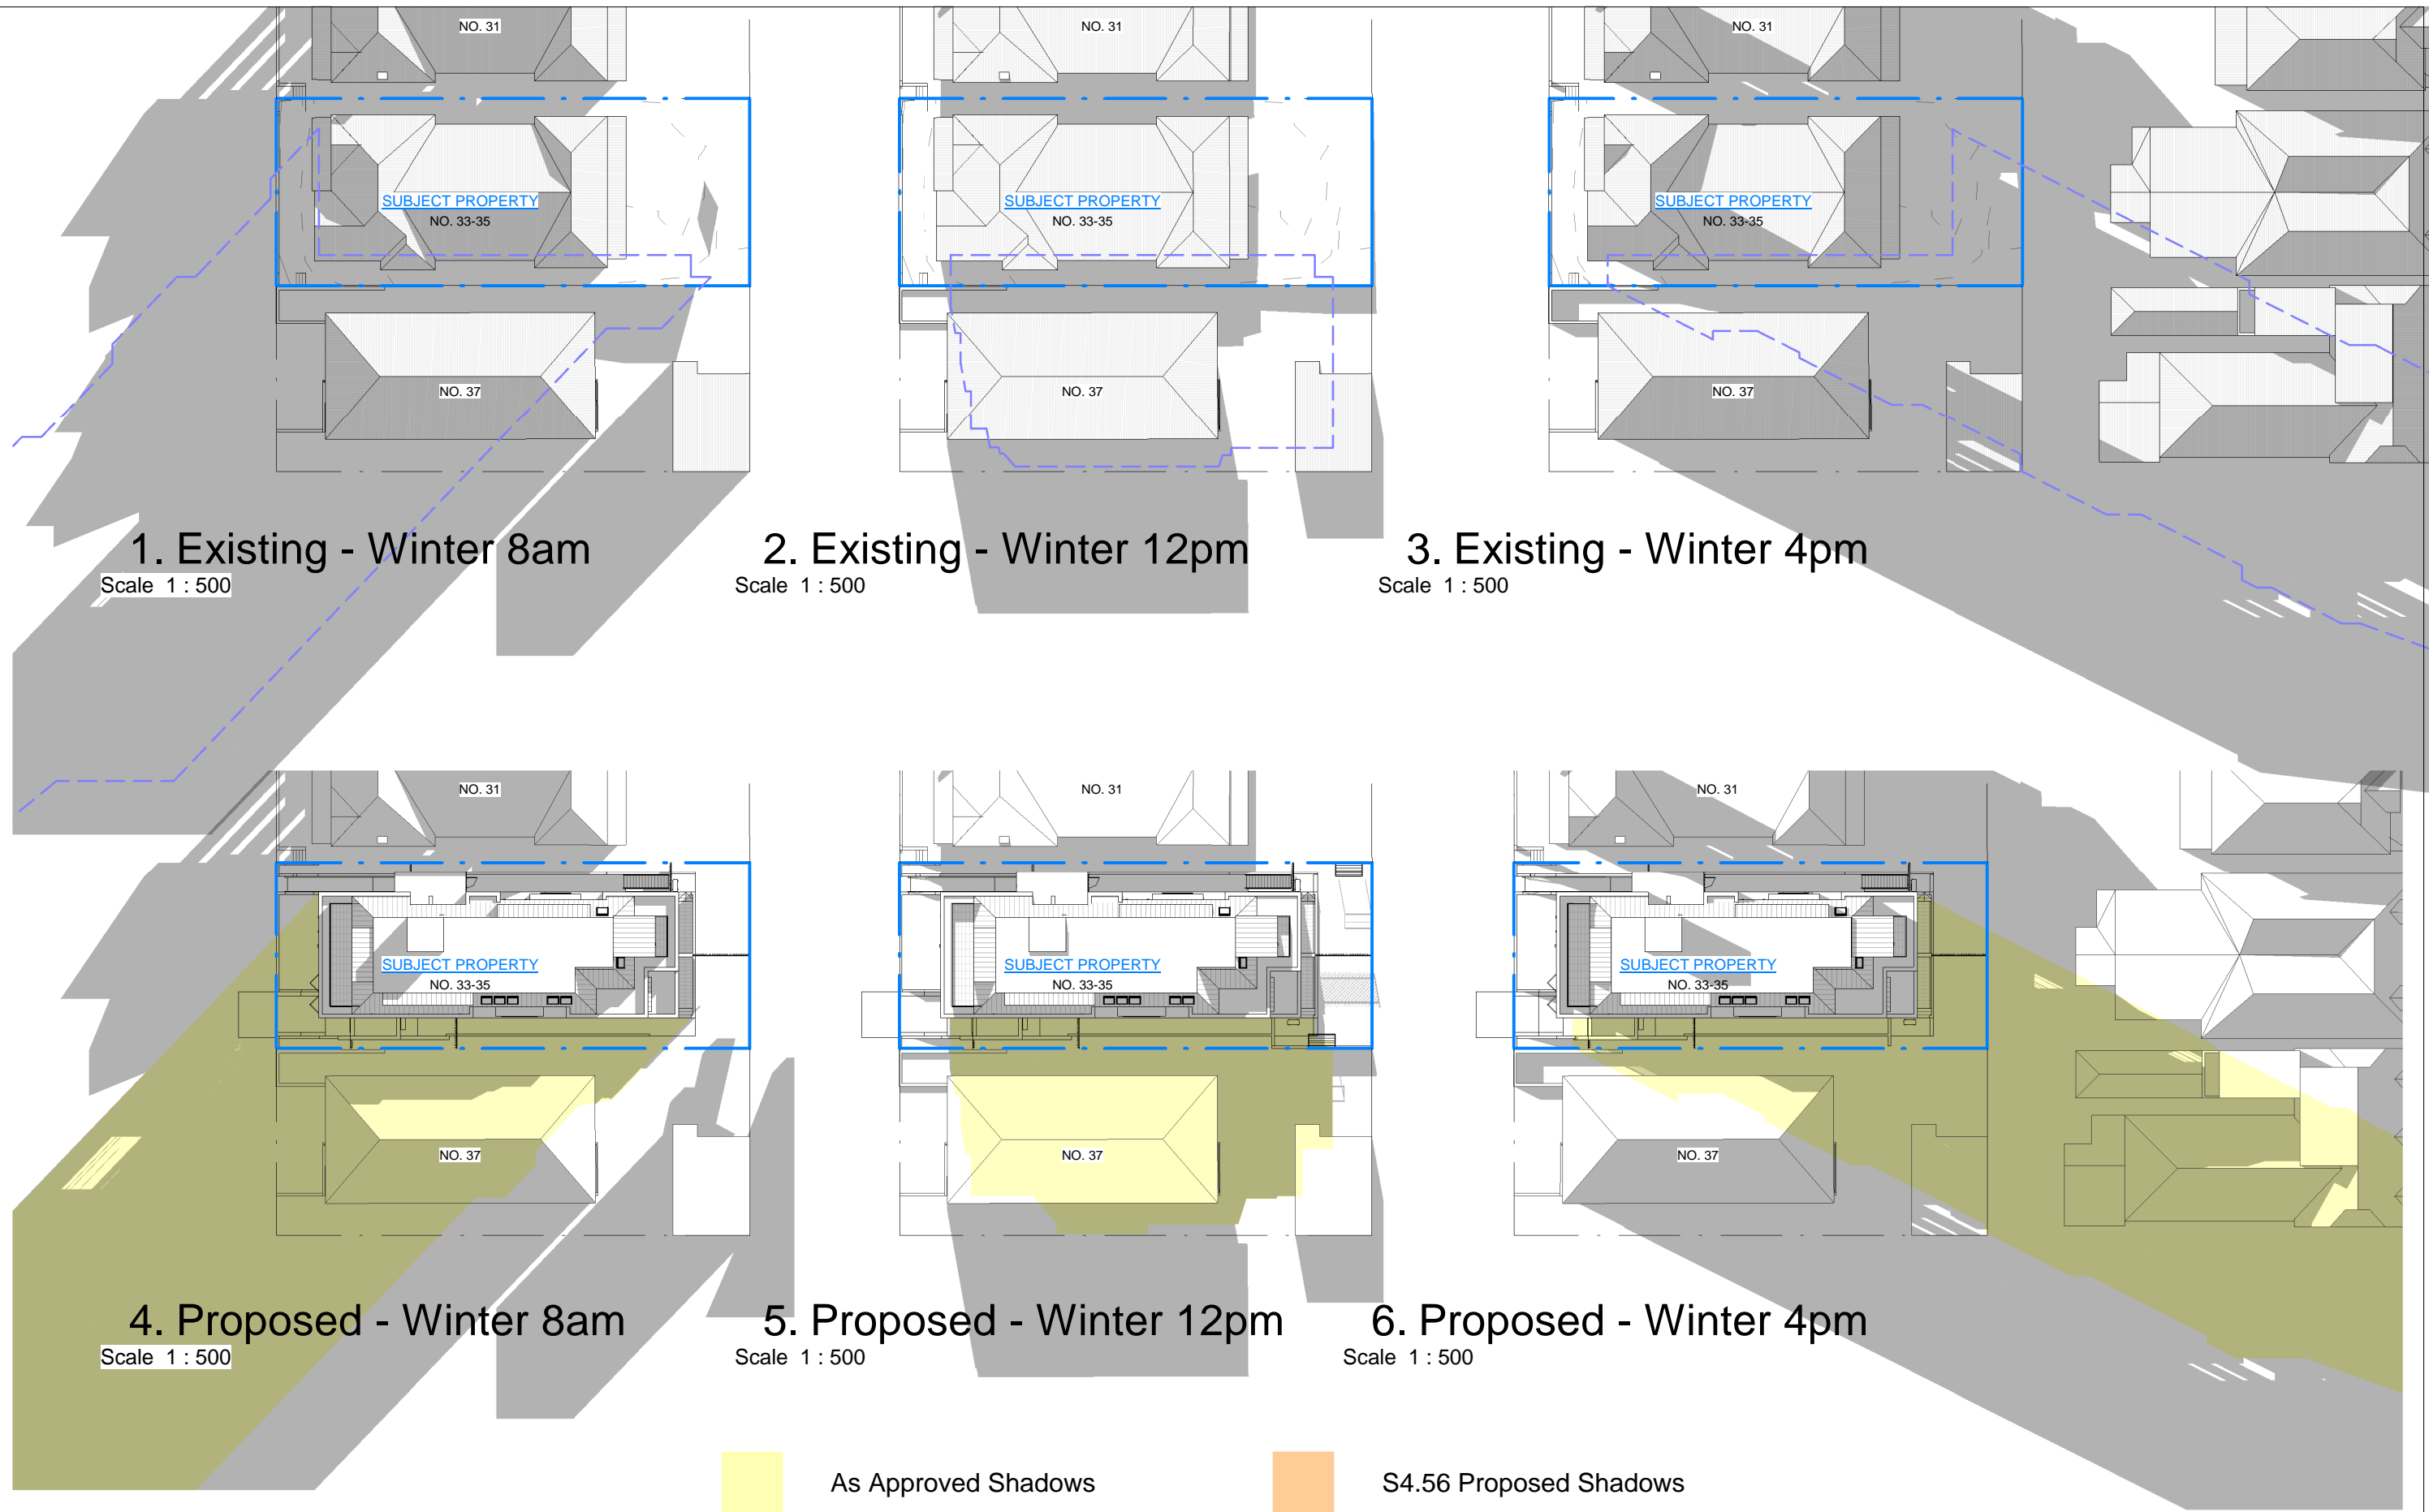 NO. 31
NO. 31
NO. 31
SUBJECT PROPERTY
NO. 33-35
SUBJECT PROPERTY
NO. 33-35
SUBJECT PROPERTY
NO. 33-35
NO. 37
NO. 37
NO. 37
1. Existing - Winter 8am
Scale 1 : 500
2. Existing - Winter 12pm
Scale 1 : 500
3. Existing - Winter 4pm
Scale 1 : 500
NO. 31
NO. 31
NO. 31
SUBJECT PROPERTY
NO. 33-35
SUBJECT PROPERTY
NO. 33-35
SUBJECT PROPERTY
NO. 33-35
NO. 37
NO. 37
NO. 37
4. Proposed - Winter 8am
Scale 1 : 500
5. Proposed - Winter 12pm
Scale 1 : 500
6. Proposed - Winter 4pm
Scale 1 : 500
As Approved Shadows
S4.56 Proposed Shadows